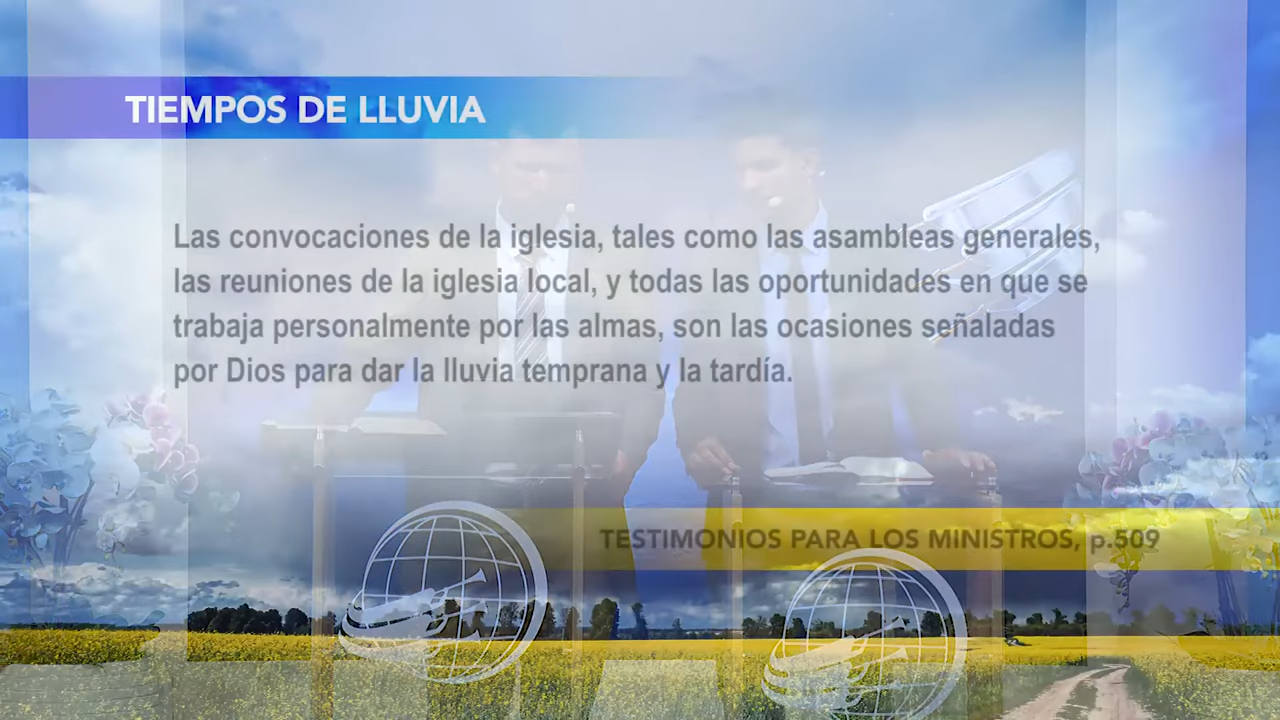 TIEMPOS DE LLUVIA
Las convocaciones de la iglesia, tales como las asambleas generales,
las reuniones de la iglesia local, y todas las oportunidades en que se
trabaja personalmente por las almas, son las ocasiones señaladas
por Dios para dar la lluvia temprana y la tardía.
TESTIMONIOS PARA LOS MINISTROS, p.509